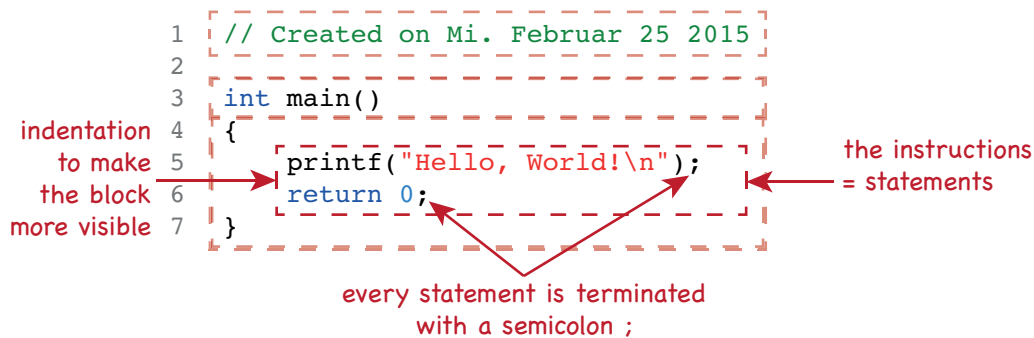 1 // Created on Mi. Februar 25 2015
2
3 int main()
4 {
5 printf("Hello, World!\n");
6 return 0;
7 }
indentation
to make
the block
more visible
the instructions
= statements
every statement is terminated
with a semicolon ;